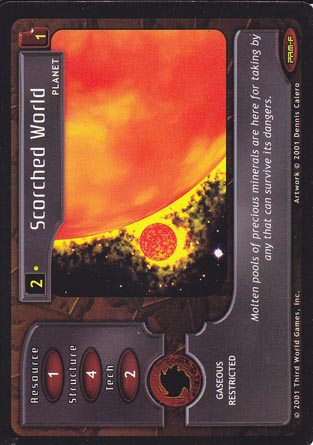 2
Scorched World
1
PLANET
Resource
1
Structure
4
Tech
2
GASEOUS
RESTRICTED
Molten pools of precious minerals are here for taking by
any that can survive its dangers.
PRM-F
© 2001 Third World Games, Inc.
Artwork © 2001 Dennis Calero